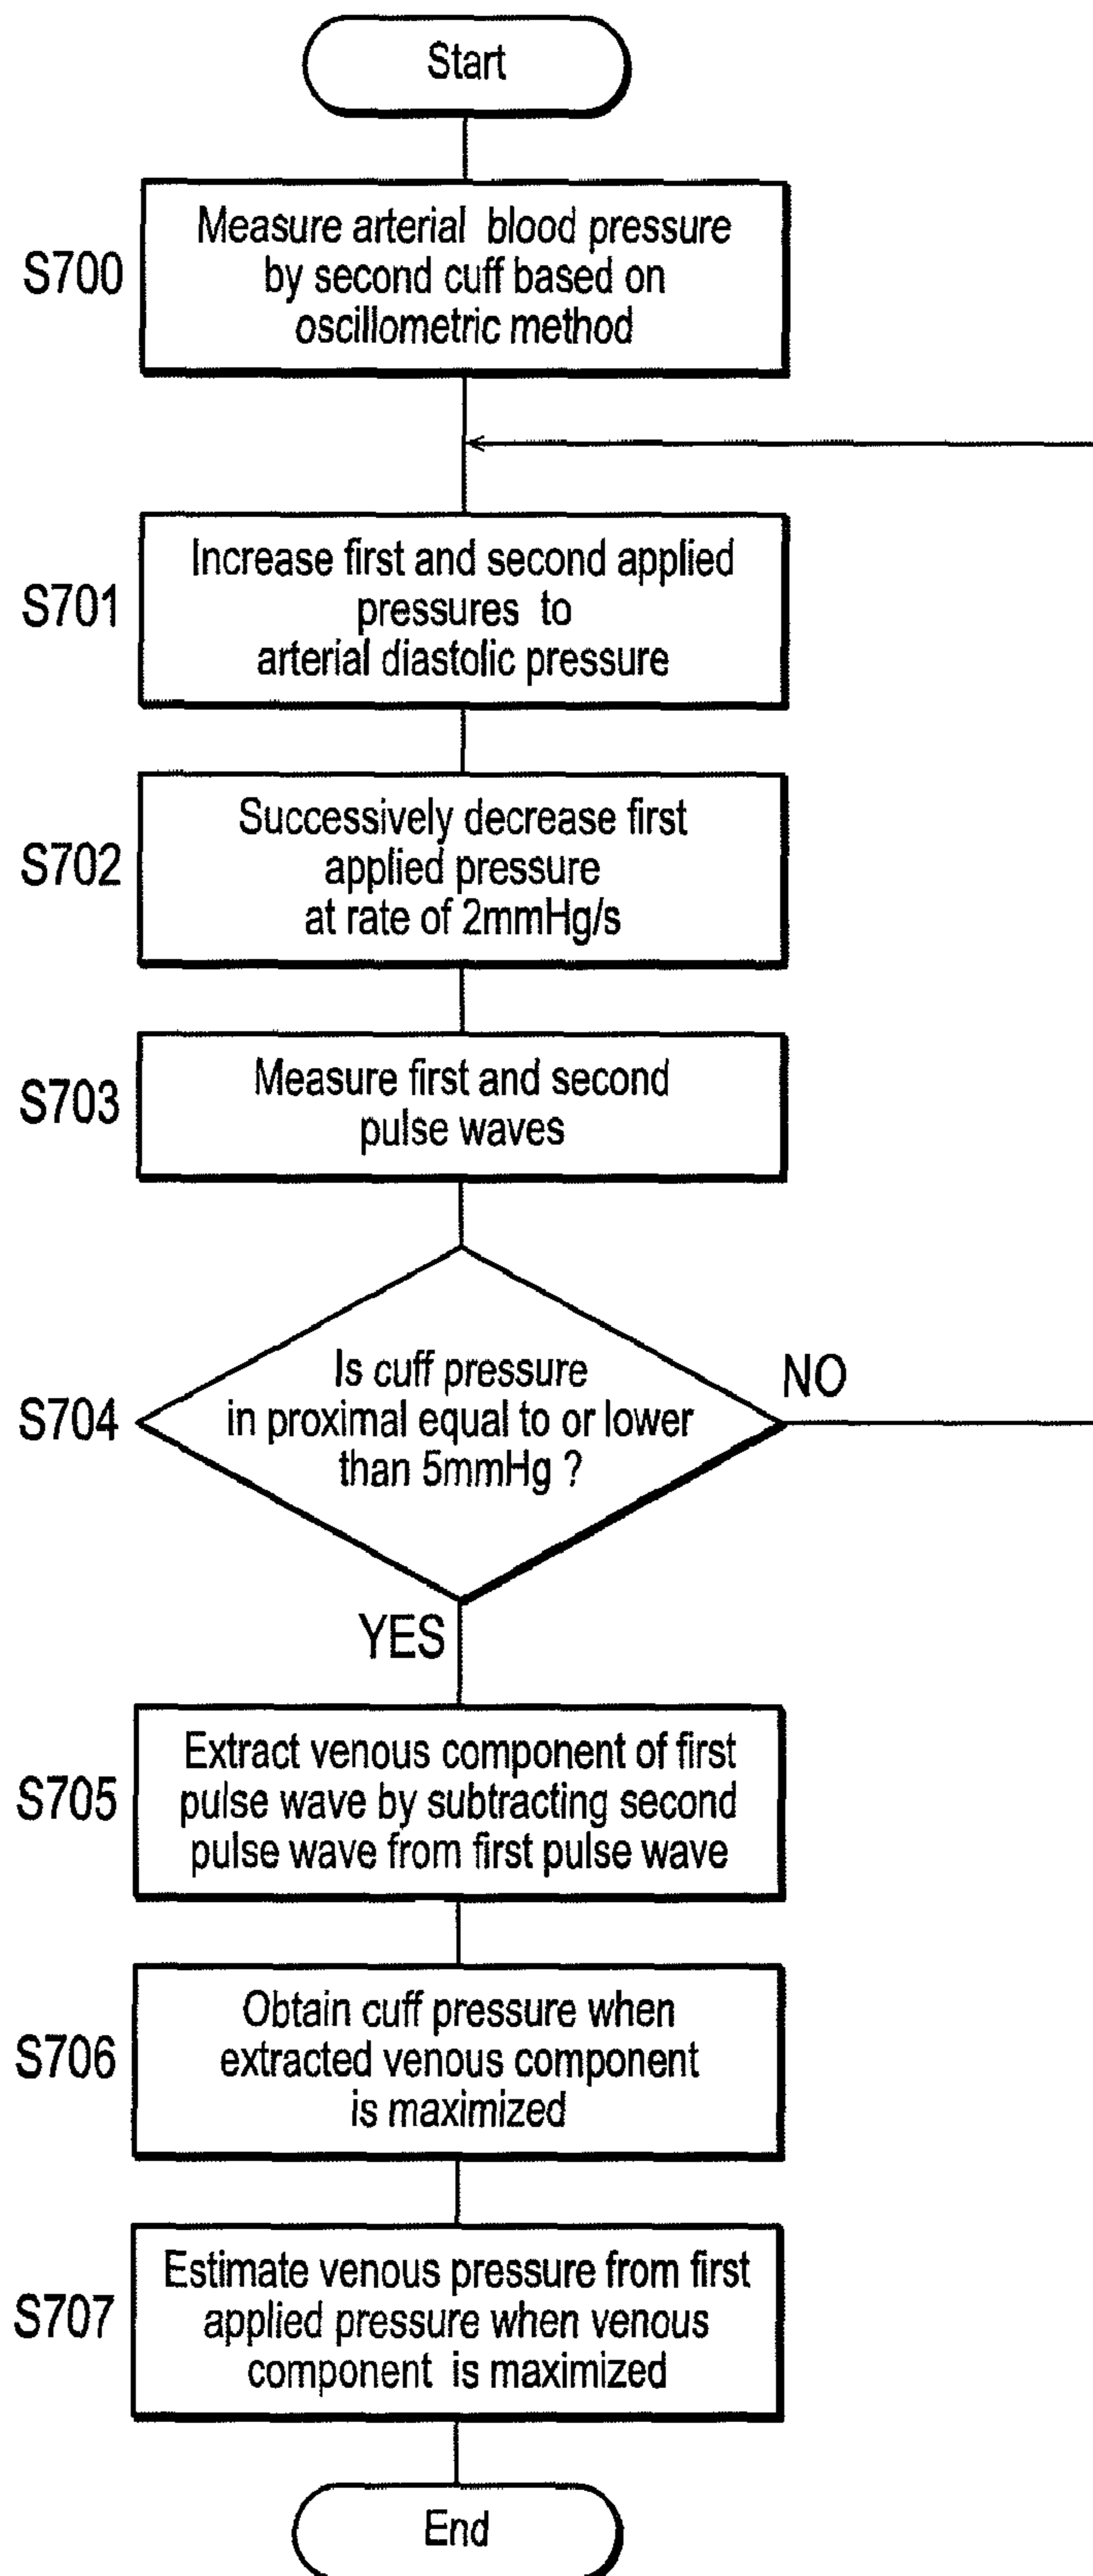 Start
S700
Measure arterial blood pressure
by second cuff based on
oscillometric method
S701
Increase first and second applied
pressures to
arterial diastolic pressure
S702
Successively decrease first
applied pressure
at rate of 2mmHg/s
S703
Measure first and second
pulse waves
S704
Is cuff pressure
in proximal equal to or lower
than 5mmHg ?
NO
YES
S705
Extract venous component of first
pulse wave by subtracting second
pulse wave from first pulse wave
S706
Obtain cuff pressure when
extracted venous component
is maximized
S707
Estimate venous pressure from first
applied pressure when venous
component is maximized
End